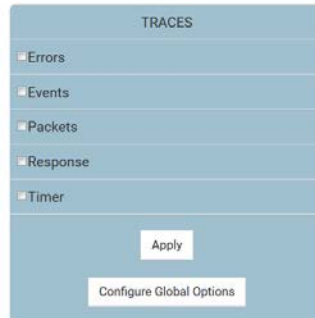 TRACES
Errors
Events
Packets
Response
Timer
Apply
Configure Global Options